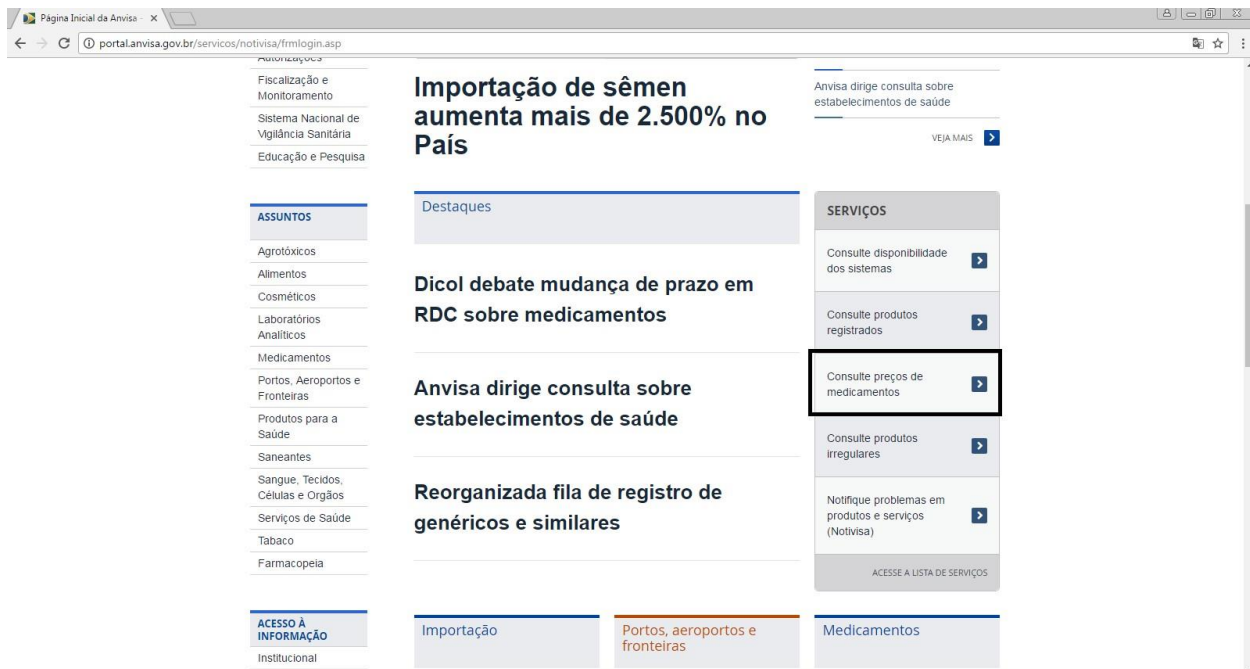 Página Inicial da Anvisa -
portal.anvisa.gov.br/servicos/notivisa/frmlogin.asp
Autorizações
Fiscalização e
Monitoramento
Sistema Nacional de
Vigilância Sanitária
Educação e Pesquisa
ASSUNTOS
Agrotóxicos
Alimentos
Cosméticos
Laboratórios
Analíticos
Medicamentos
Portos, Aeroportos e
Fronteiras
Produtos para a
Saúde
Saneantes
Sangue, Tecidos,
Células e Orgãos
Serviços de Saúde
Tabaco
Farmacopeia
ACESSO À
INFORMAÇÃO
Institucional
Importação de sêmen
aumenta mais de 2.500% no
País
Destaques
Dicol debate mudança de prazo em
RDC sobre medicamentos
Anvisa dirige consulta sobre
estabelecimentos de saúde
Reorganizada fila de registro de
genéricos e similares
Importação
Portos, aeroportos e
fronteiras
Anvisa dirige consulta sobre
estabelecimentos de saúde
VEJA MAIS
SERVIÇOS
Consulte disponibilidade
dos sistemas
Consulte produtos
registrados
Consulte preços de
medicamentos
Consulte produtos
irregulares
Notifique problemas em
produtos e serviços
(Notivisa)
ACESSE A LISTA DE SERVIÇOS
Medicamentos